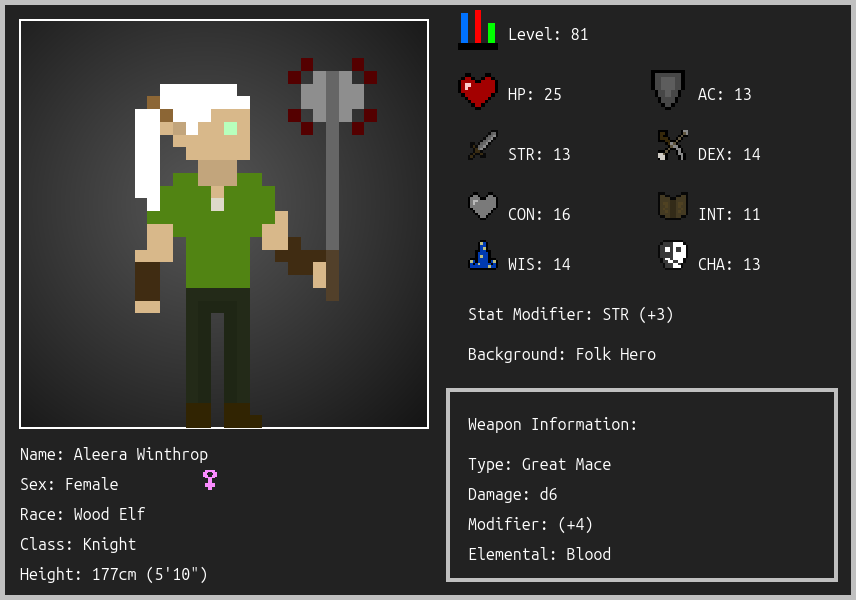 Level: 81
HP: 25
AC: 13
STR: 13
DEX: 14
CON: 16
INT: 11
WIS: 14
CHA: 13
Stat Modifier: STR (+3)
Background: Folk Hero
Weapon Information:
Type: Great Mace
Damage: d6
Modifier: (+4)
Elemental: Blood
Name: Aleera Winthrop
Sex: Female
Race: Wood Elf
Class: Knight
Height: 177cm (5'10")